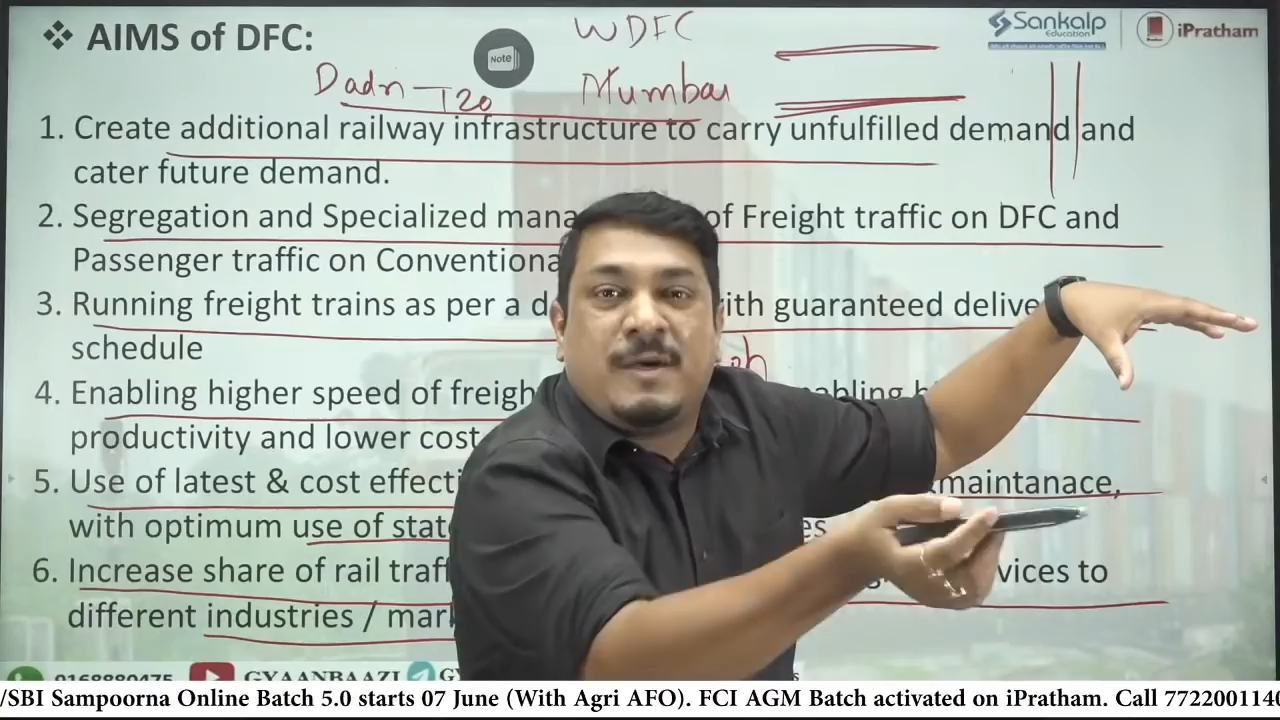 ❖ AIMS of DFC:
WDFC
Note
Sankalp
Education
iPratham
Dadri - T20
Mumbai
1. Create additional railway infrastructure to carry unfulfilled demand and
cater future demand.
2. Segregation and Specialized mana of Freight traffic on DFC and
Passenger traffic on Conventiona
3. Running freight trains as per a d ith guaranteed delive
schedule
4. Enabling higher speed of freigh
productivity and lower cost
5. Use of latest & cost effecti maintanace,
with optimum use of stat es
6. Increase share of rail traff vices to
different industries / mar
9168880475 GYAANBAAZI GY
/SBI Sampoorna Online Batch 5.0 starts 07 June (With Agri AFO). FCI AGM Batch activated on iPratham. Call 7722001140